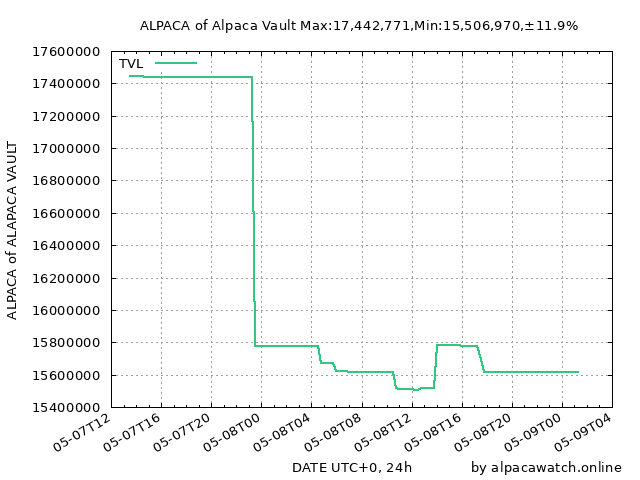 ALPACA of Alpaca Vault Max:17,442,771,Min:15,506,970,±11.9%
TVL
ALPACA of ALAPACA VAULT
17600000
17400000
17200000
17000000
16800000
16600000
16400000
16200000
16000000
15800000
15600000
15400000
05-07T12
05-07T16
05-07T20
05-08T00
05-08T04
05-08T08
05-08T12
05-08T16
05-08T20
05-09T00
05-09T04
DATE UTC+0, 24h
by alpacawatch.online